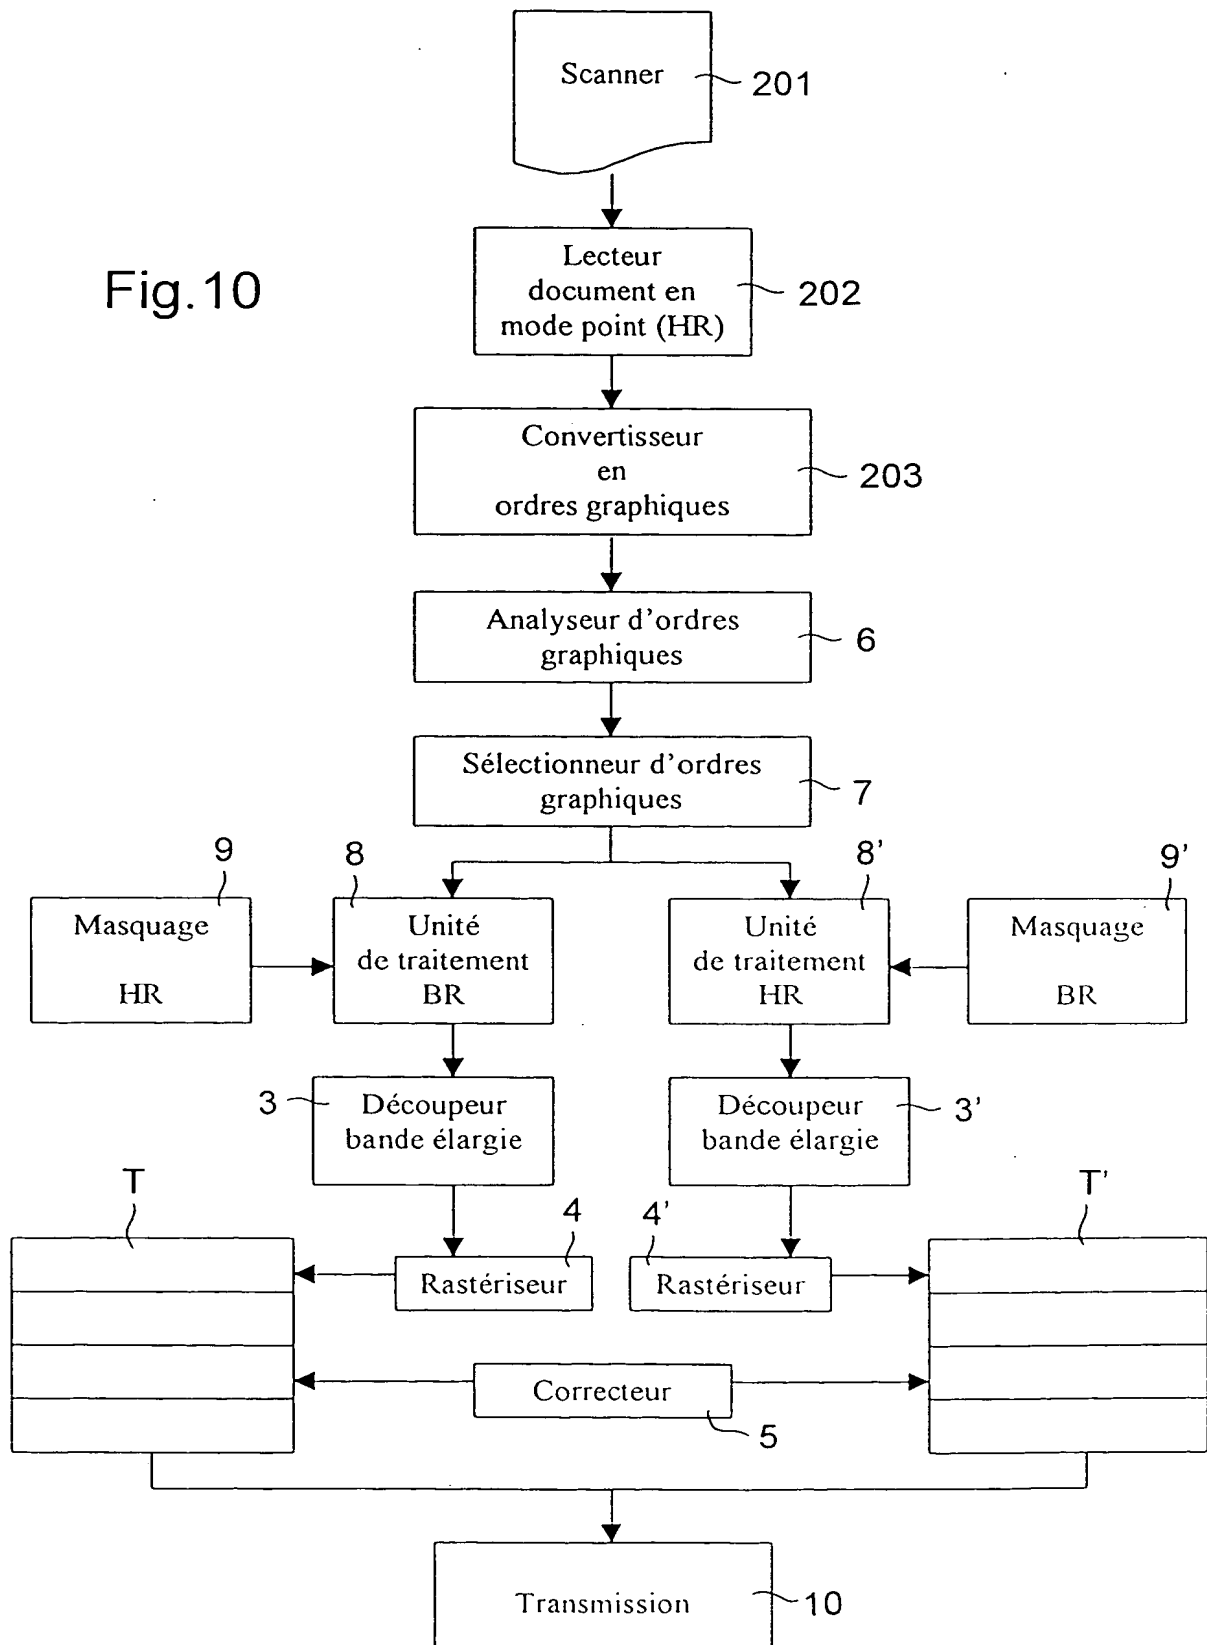 Scanner
201
Fig.10
Lecteur
document en
mode point (HR)
202
Convertisseur
en
ordres graphiques
203
Analyseur d'ordres
graphiques
6
Sélectionneur d'ordres
graphiques
7
9
8
8'
9'
Masquage
HR
Unité
de traitement
BR
Unité
de traitement
HR
Masquage
BR
3
Découpeur
bande élargie
Découpeur
bande élargie
3'
T
4
4'
T'
Rastériseur
Rastériseur
Correcteur
5
Transmission
10